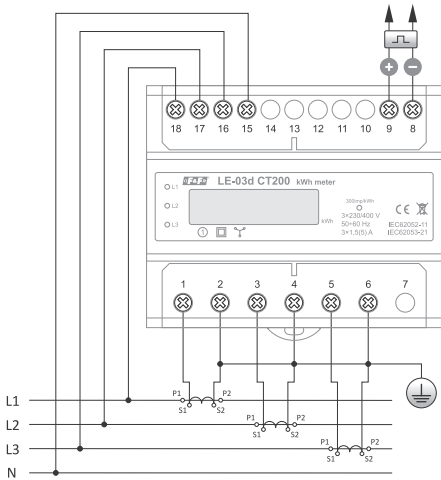 + −
18 17 16 15 14 13 12 11 10 9 8
L1
L2
L3
F&F LE-03d CT200 kWh meter
kWh
300imp/kWh
3×230/400 V
50÷60 Hz
3×1,5(5) A
CE
IEC62052-11
IEC62053-21
1
1 2 3 4 5 6 7
L1 P1 P2 S1 S2
L2 P1 P2 S1 S2
L3 P1 P2 S1 S2
N